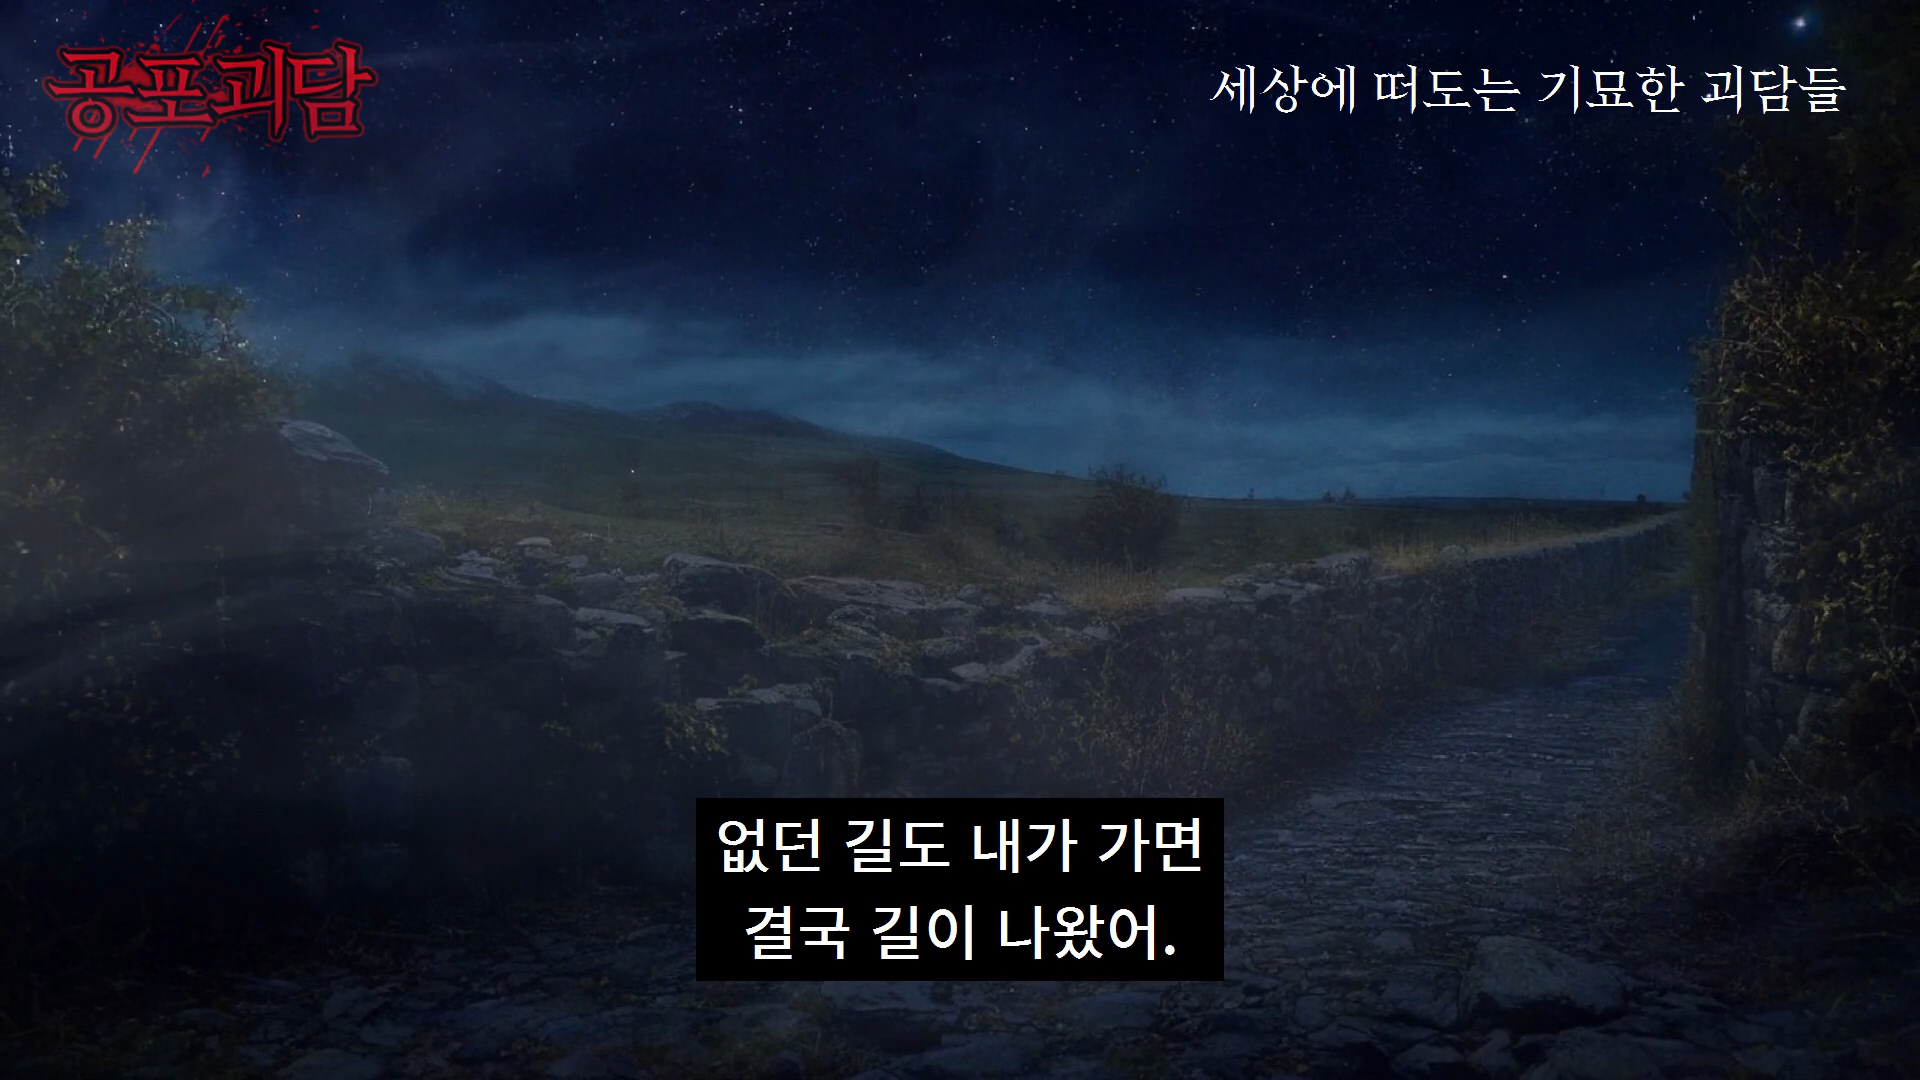 공포괴담
세상에 떠도는 기묘한 괴담들
없던 길도 내가 가면
결국 길이 나왔어.